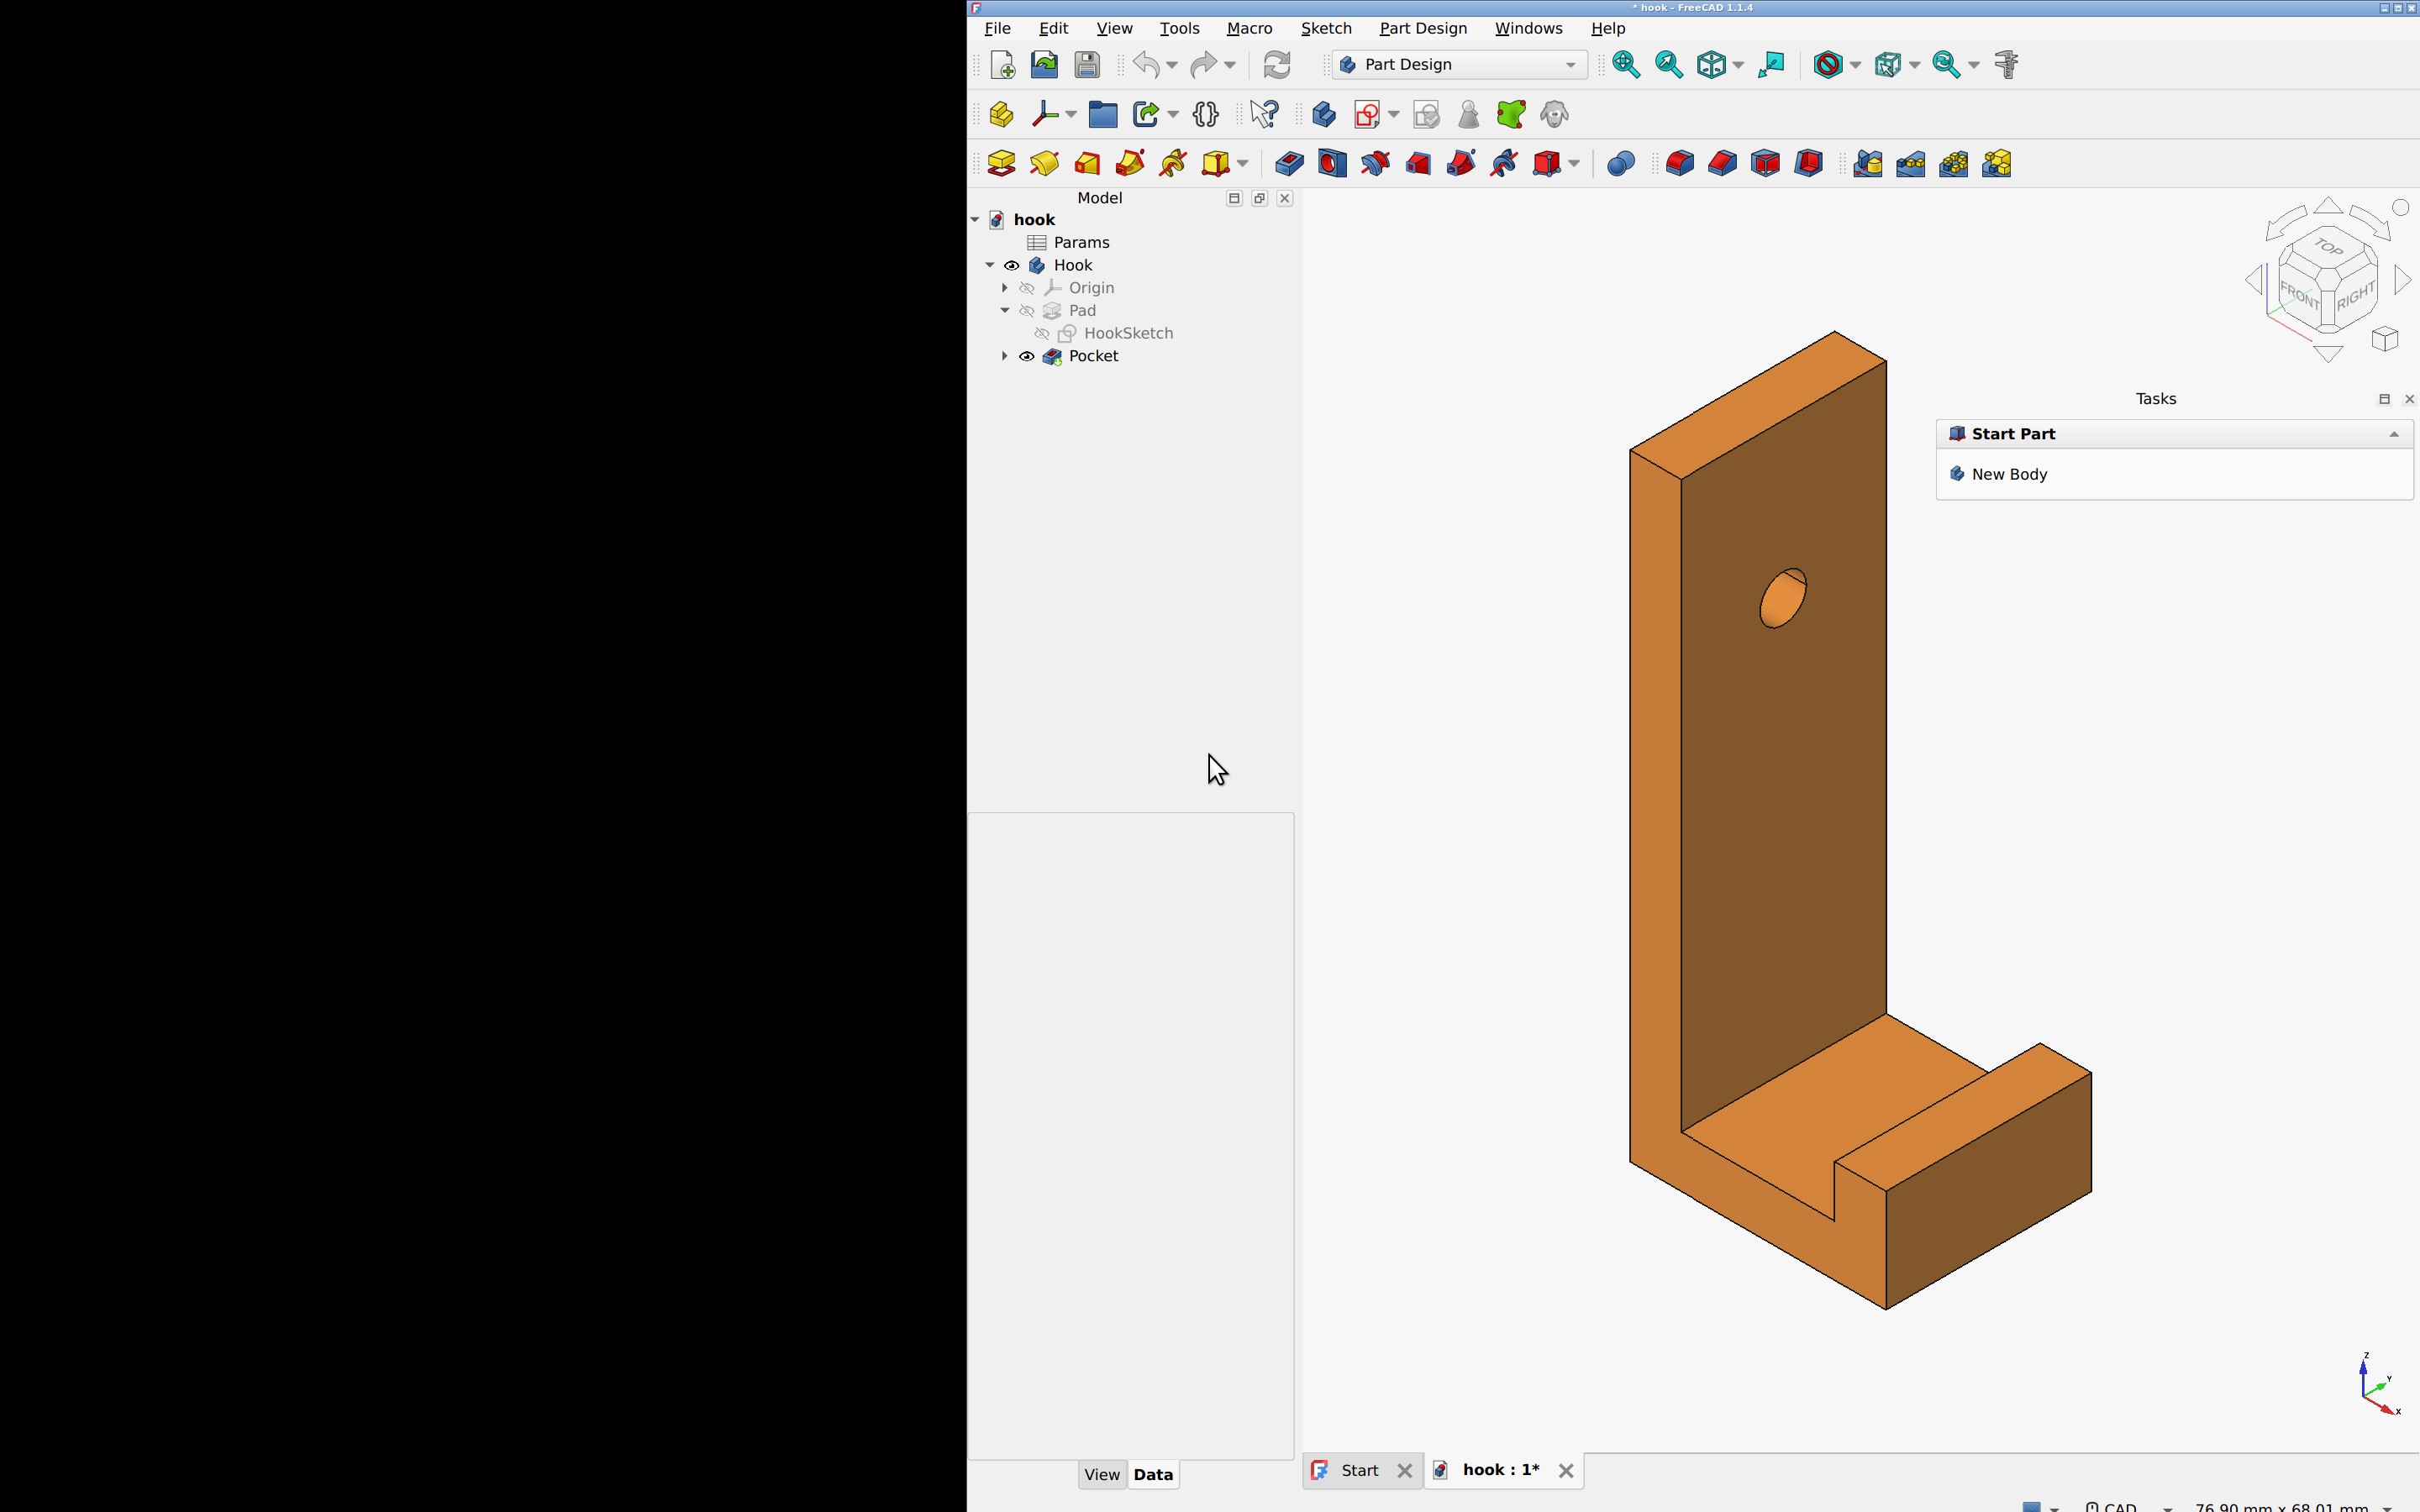 * hook - FreeCAD 1.1.4
File Edit View Tools Macro Sketch Part Design Windows Help
Part Design
Model
hook
Params
Hook
Origin
Pad
HookSketch
Pocket
TOP
FRONT
RIGHT
Tasks
Start Part
New Body
Z
Y
X
View Data
Start
hook : 1*
CAD
76.90 mm x 68.01 mm